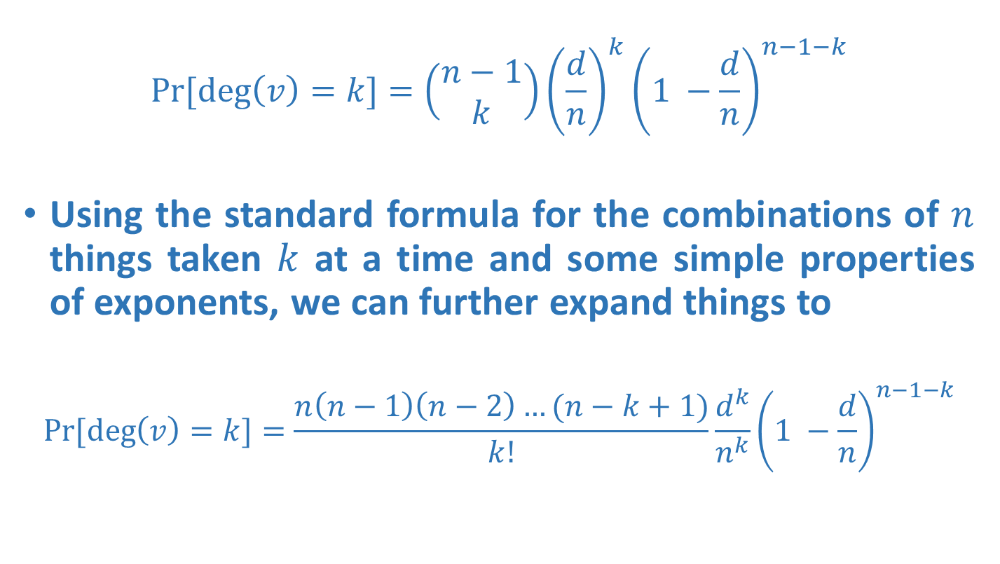 Pr[deg(𝑣) = 𝑘] = \binom{n-1}{k} \left(\frac{d}{n}\right)^{k} \left(1 - \frac{d}{n}\right)^{n-1-k}
• Using the standard formula for the combinations of 𝑛
things taken 𝑘 at a time and some simple properties
of exponents, we can further expand things to
Pr[deg(𝑣) = 𝑘] = \frac{n(n-1)(n-2)…(n-k+1)}{k!} \frac{d^k}{n^k} \left(1 - \frac{d}{n}\right)^{n-1-k}